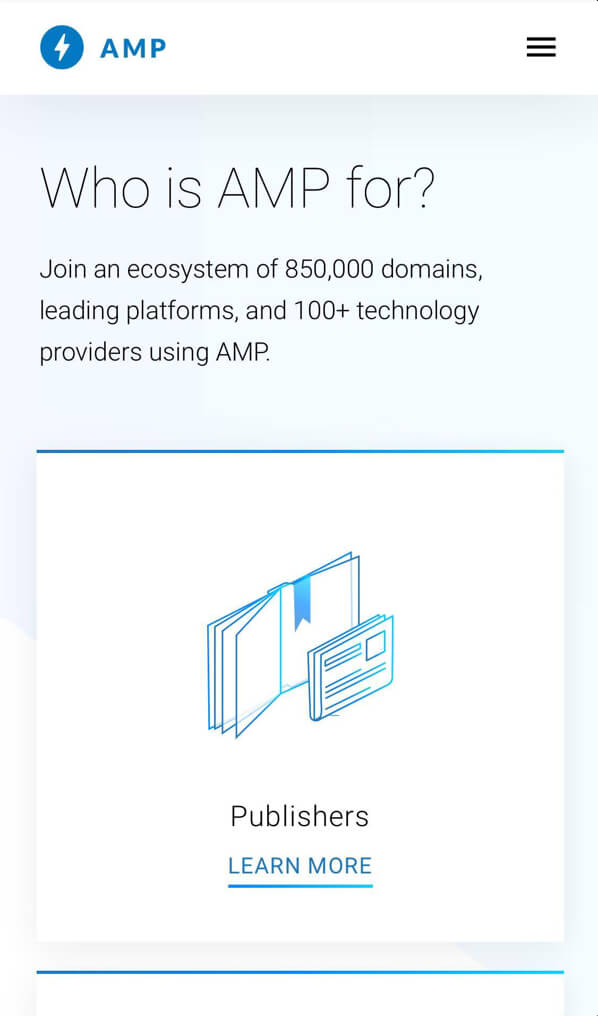 AMP
Who is AMP for?
Join an ecosystem of 850,000 domains,
leading platforms, and 100+ technology
providers using AMP.
Publishers
LEARN MORE